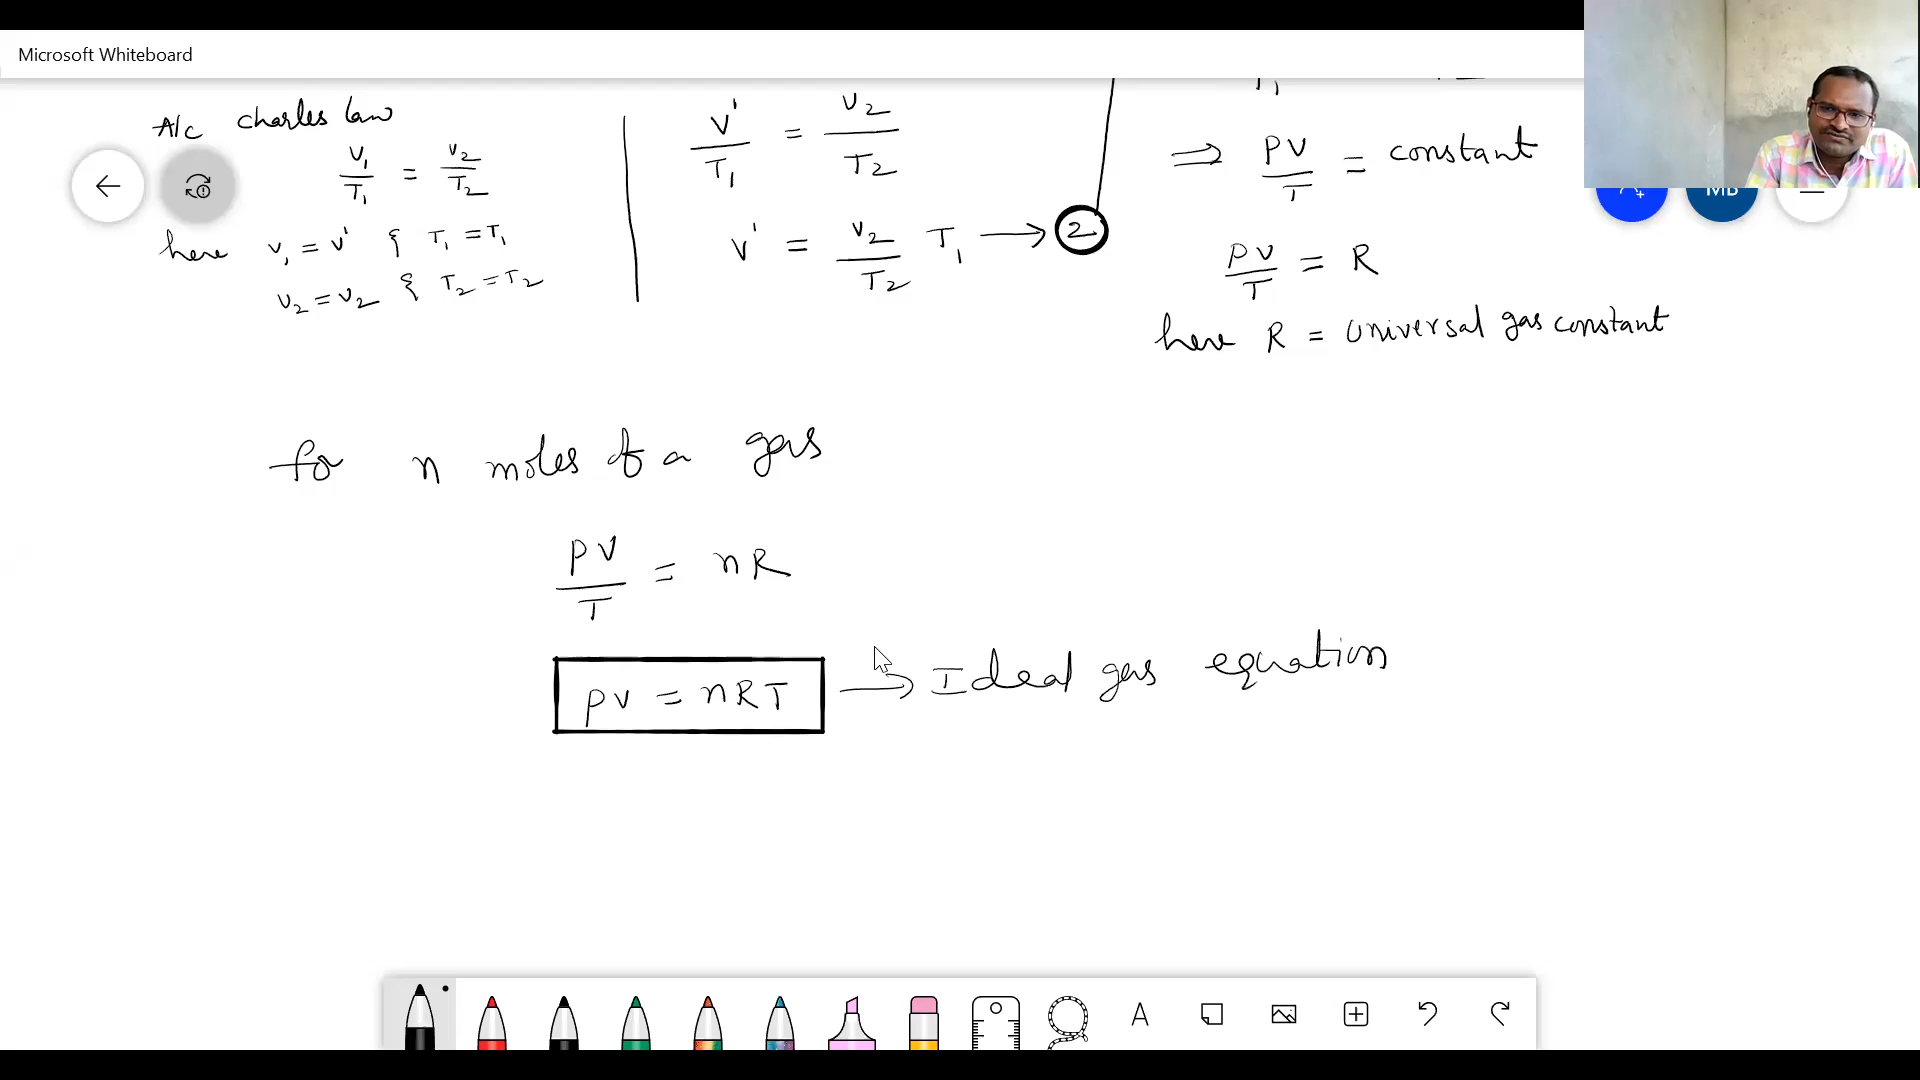 Microsoft Whiteboard
A/c charles law
V₁/T₁ = V₂/T₂
here V₁ = V' & T₁ = T₁
V₂ = V₂ & T₂ = T₂
V'/T₁ = V₂/T₂
V' = V₂/T₂ T₁ → ②
T₁
⇒ PV/T = constant
PV/T = R
here R = Universal gas constant
MB
for n moles of a gas
PV/T = nR
PV = nRT → Ideal gas equation
A